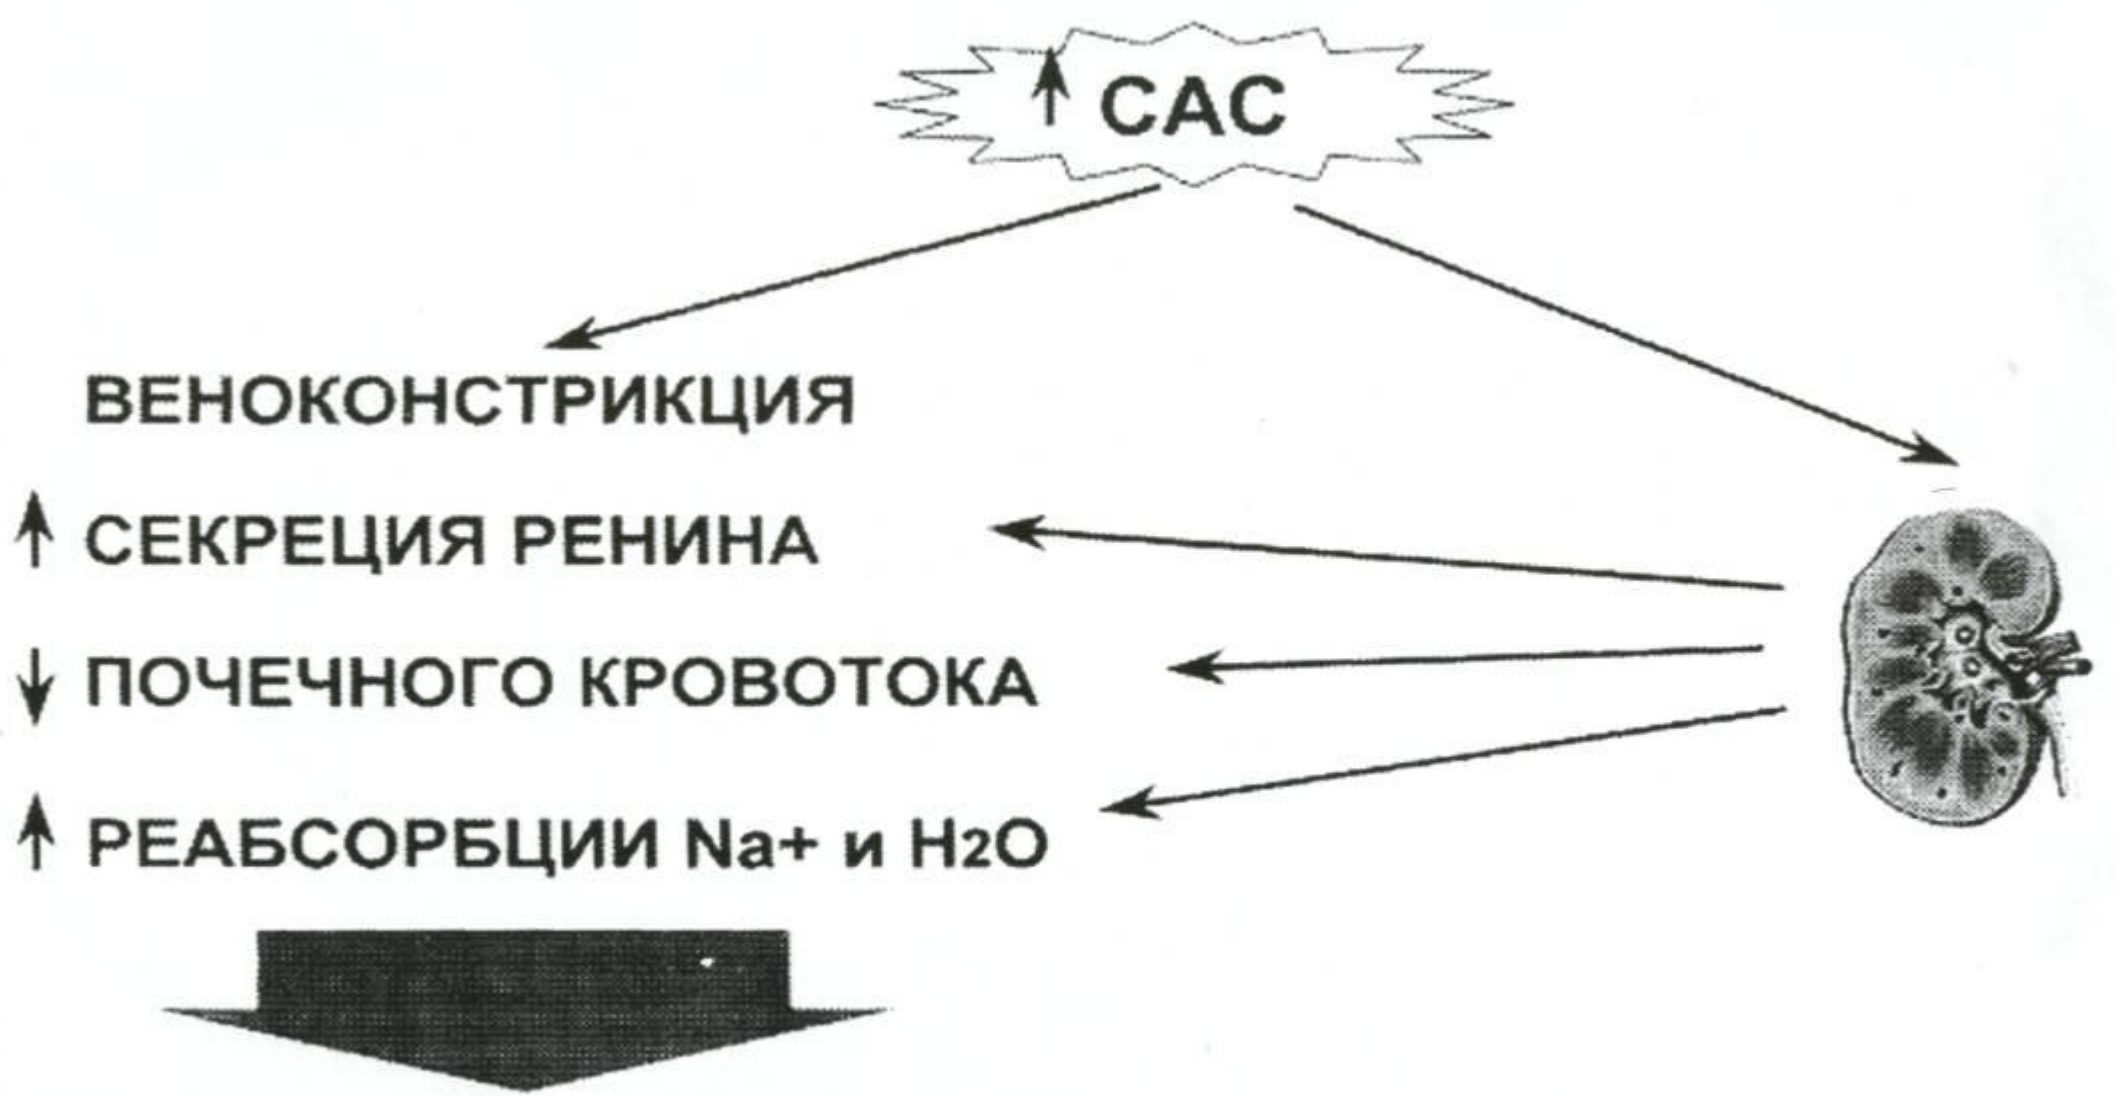 ↑ САС
ВЕНОКОНСТРИКЦИЯ
↑ СЕКРЕЦИЯ РЕНИНА
↓ ПОЧЕЧНОГО КРОВОТОКА
↑ РЕАБСОРБЦИИ Na+ и H2O